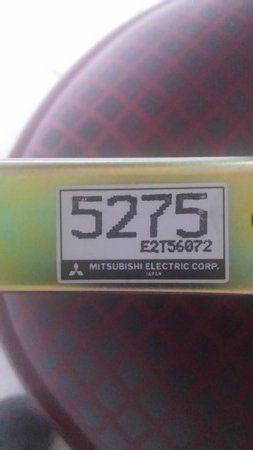 5275
E2T56072
MITSUBISHI ELECTRIC CORP.
JAPAN